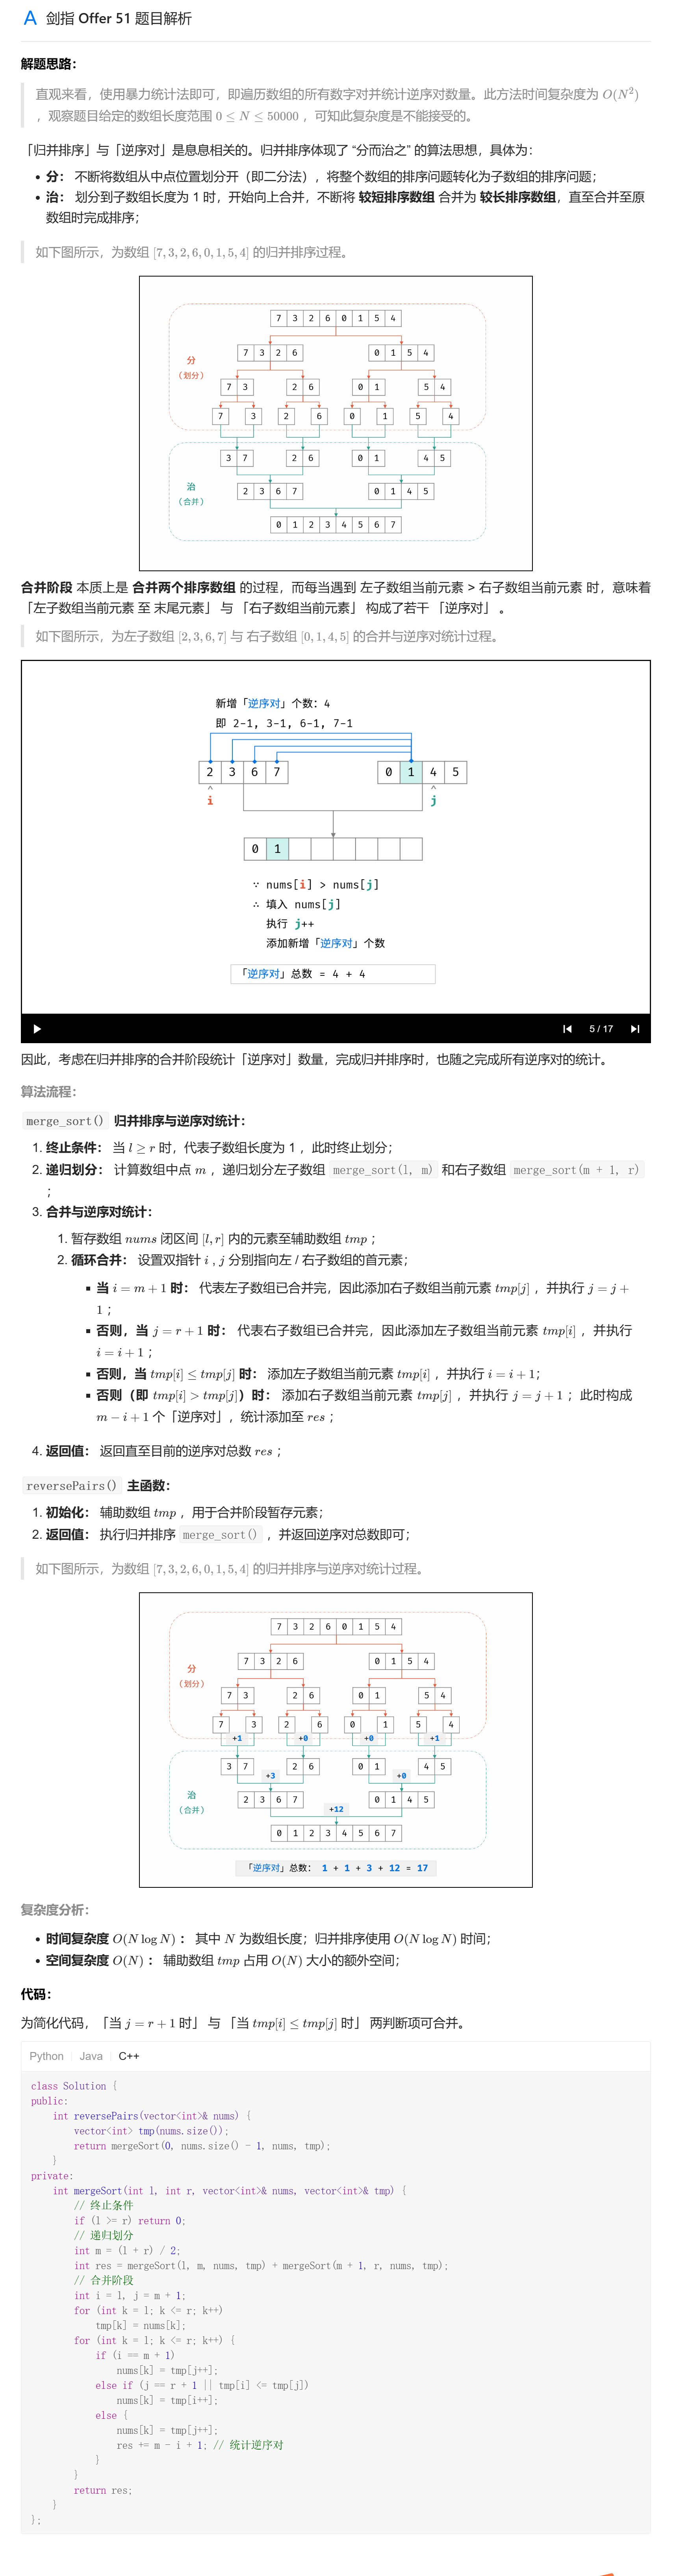 剑指 Offer 51 题目解析
解题思路：
直观来看，使用暴力统计法即可，即遍历数组的所有数字对并统计逆序对数量。此方法时间复杂度为 O(N²)
，观察题目给定的数组长度范围 0 ≤ N ≤ 50000 ，可知此复杂度是不能接受的。
「归并排序」与「逆序对」是息息相关的。归并排序体现了 “分而治之” 的算法思想，具体为：
• 分： 不断将数组从中点位置划分开（即二分法），将整个数组的排序问题转化为子数组的排序问题；
• 治： 划分到子数组长度为 1 时，开始向上合并，不断将 较短排序数组 合并为 较长排序数组，直至合并至原
数组时完成排序；
如下图所示，为数组 [7, 3, 2, 6, 0, 1, 5, 4] 的归并排序过程。
7 3 2 6 0 1 5 4
7 3 2 6 0 1 5 4
分
（划分）
7 3 2 6 0 1 5 4
7 3 2 6 0 1 5 4
3 7 2 6 0 1 4 5
治
（合并）
2 3 6 7 0 1 4 5
0 1 2 3 4 5 6 7
合并阶段 本质上是 合并两个排序数组 的过程，而每当遇到 左子数组当前元素 > 右子数组当前元素 时，意味着
「左子数组当前元素 至 末尾元素」 与 「右子数组当前元素」 构成了若干 「逆序对」 。
如下图所示，为左子数组 [2, 3, 6, 7] 与 右子数组 [0, 1, 4, 5] 的合并与逆序对统计过程。
新增「逆序对」个数：4
即 2-1, 3-1, 6-1, 7-1
2 3 6 7 0 1 4 5
i j
0 1
∵ nums[i] > nums[j]
∴ 填入 nums[j]
执行 j++
添加新增「逆序对」个数
「逆序对」总数 = 4 + 4
5 / 17
因此，考虑在归并排序的合并阶段统计「逆序对」数量，完成归并排序时，也随之完成所有逆序对的统计。
算法流程：
merge_sort() 归并排序与逆序对统计：
1. 终止条件： 当 l ≥ r 时，代表子数组长度为 1 ，此时终止划分；
2. 递归划分： 计算数组中点 m ，递归划分左子数组 merge_sort(l, m) 和右子数组 merge_sort(m + 1, r)
；
3. 合并与逆序对统计：
1. 暂存数组 nums 闭区间 [l, r] 内的元素至辅助数组 tmp ；
2. 循环合并： 设置双指针 i , j 分别指向左 / 右子数组的首元素；
▪ 当 i = m + 1 时： 代表左子数组已合并完，因此添加右子数组当前元素 tmp[j] ，并执行 j = j +
1 ；
▪ 否则，当 j = r + 1 时： 代表右子数组已合并完，因此添加左子数组当前元素 tmp[i] ，并执行
i = i + 1 ；
▪ 否则，当 tmp[i] ≤ tmp[j] 时： 添加左子数组当前元素 tmp[i] ，并执行 i = i + 1；
▪ 否则（即 tmp[i] > tmp[j]）时： 添加右子数组当前元素 tmp[j] ，并执行 j = j + 1 ；此时构成
m − i + 1 个「逆序对」，统计添加至 res ；
4. 返回值： 返回直至目前的逆序对总数 res ；
reversePairs() 主函数：
1. 初始化： 辅助数组 tmp ，用于合并阶段暂存元素；
2. 返回值： 执行归并排序 merge_sort() ，并返回逆序对总数即可；
如下图所示，为数组 [7, 3, 2, 6, 0, 1, 5, 4] 的归并排序与逆序对统计过程。
7 3 2 6 0 1 5 4
7 3 2 6 0 1 5 4
分
（划分）
7 3 2 6 0 1 5 4
7 3 2 6 0 1 5 4
+1 +0 +0 +1
3 7 2 6 0 1 4 5
+3 +0
治
（合并）
2 3 6 7 0 1 4 5
+12
0 1 2 3 4 5 6 7
「逆序对」总数： 1 + 1 + 3 + 12 = 17
复杂度分析：
• 时间复杂度 O(N log N) ： 其中 N 为数组长度；归并排序使用 O(N log N) 时间；
• 空间复杂度 O(N) ： 辅助数组 tmp 占用 O(N) 大小的额外空间；
代码：
为简化代码，「当 j = r + 1 时」 与 「当 tmp[i] ≤ tmp[j] 时」 两判断项可合并。
Python Java C++
class Solution {
public:
int reversePairs(vector<int>& nums) {
vector<int> tmp(nums.size());
return mergeSort(0, nums.size() - 1, nums, tmp);
}
private:
int mergeSort(int l, int r, vector<int>& nums, vector<int>& tmp) {
// 终止条件
if (l >= r) return 0;
// 递归划分
int m = (l + r) / 2;
int res = mergeSort(l, m, nums, tmp) + mergeSort(m + 1, r, nums, tmp);
// 合并阶段
int i = l, j = m + 1;
for (int k = l; k <= r; k++)
tmp[k] = nums[k];
for (int k = l; k <= r; k++) {
if (i == m + 1)
nums[k] = tmp[j++];
else if (j == r + 1 || tmp[i] <= tmp[j])
nums[k] = tmp[i++];
else {
nums[k] = tmp[j++];
res += m - i + 1; // 统计逆序对
}
}
return res;
}
};